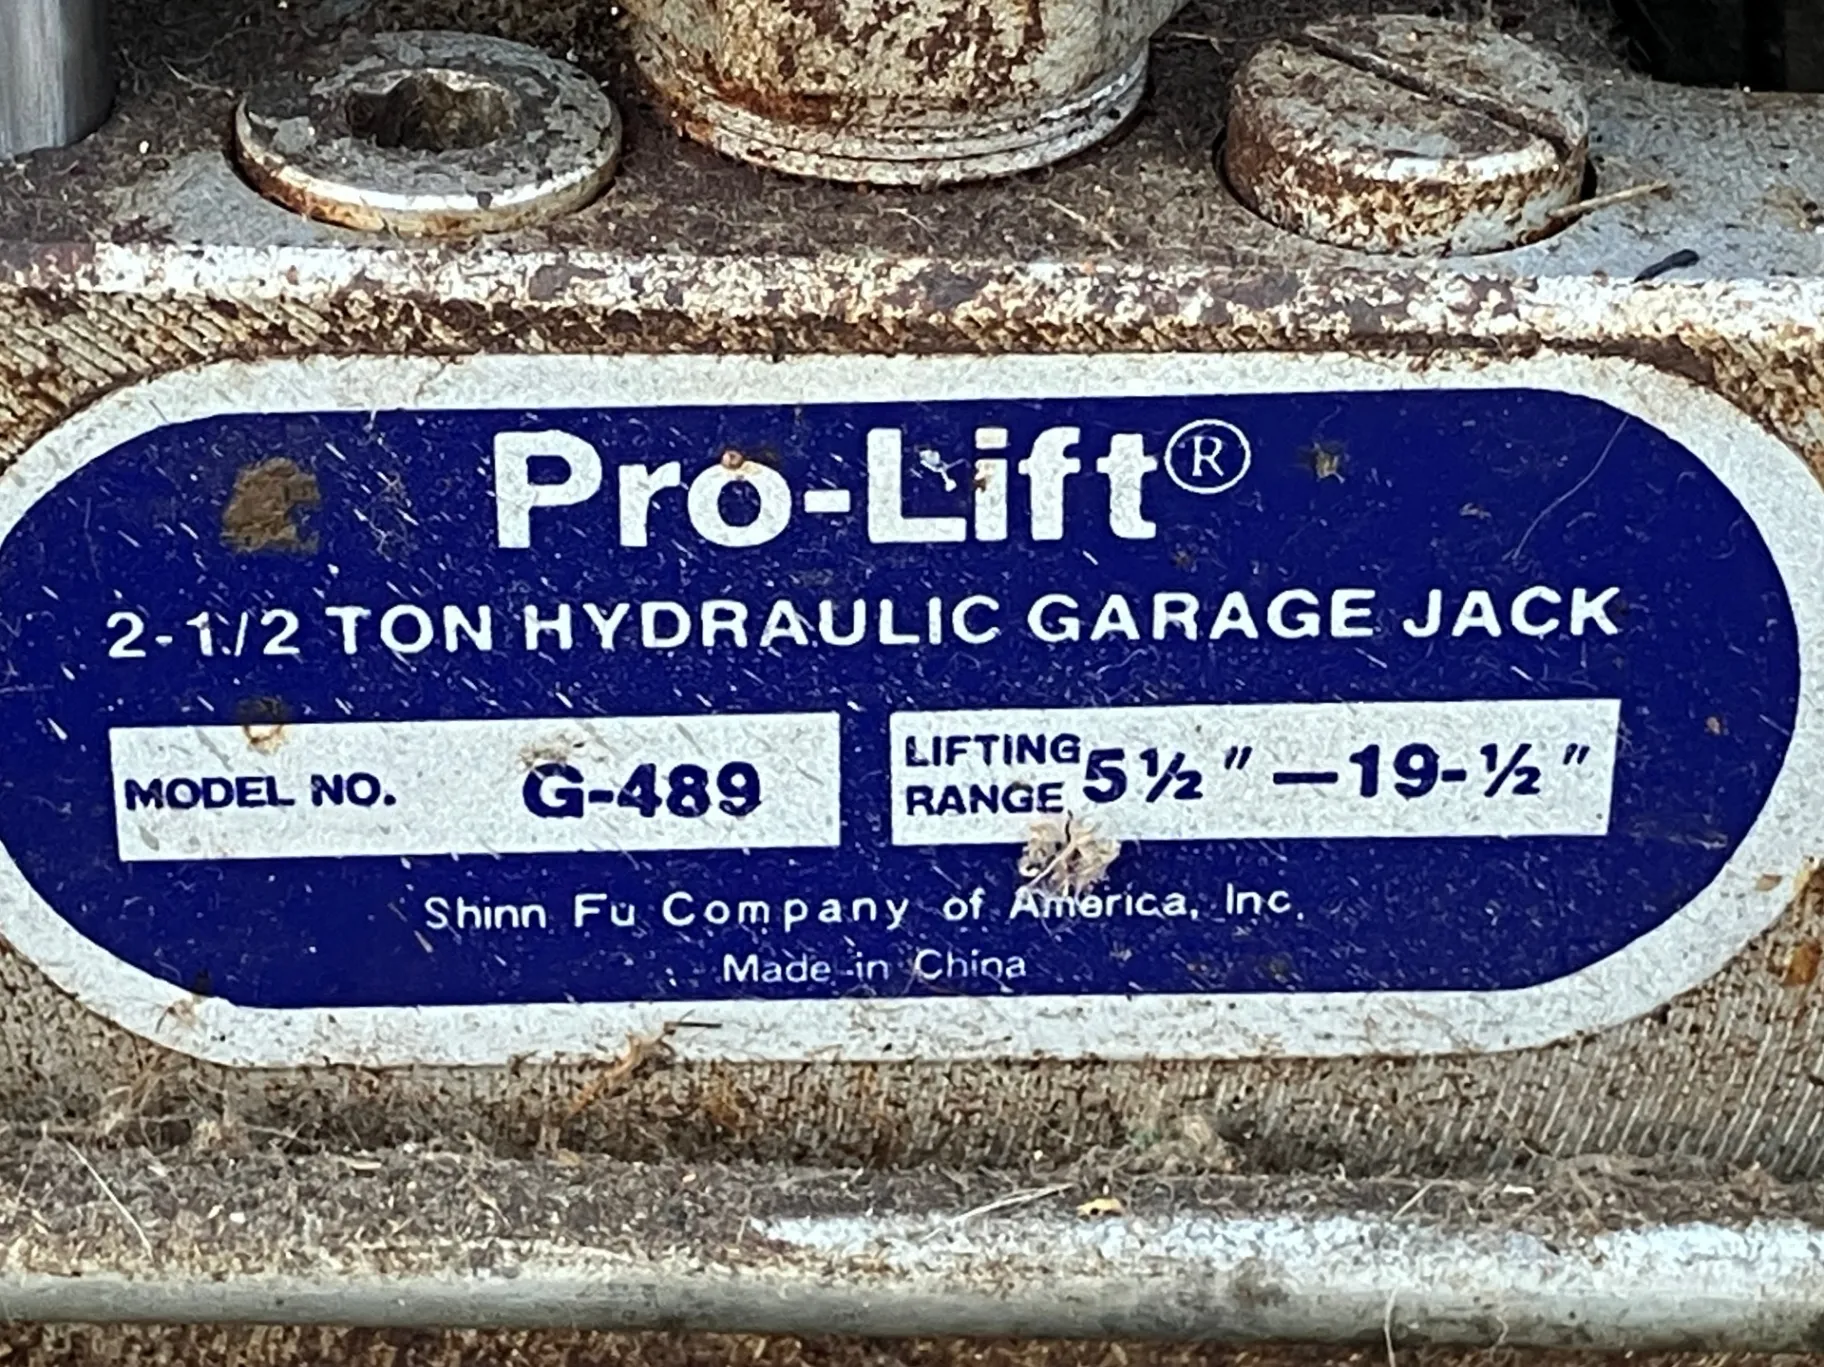 Pro-Lift®
2-1/2 TON HYDRAULIC GARAGE JACK
MODEL NO. G-489
LIFTING RANGE 5½" —19-½"
Shinn Fu Company of America, Inc.
Made in China